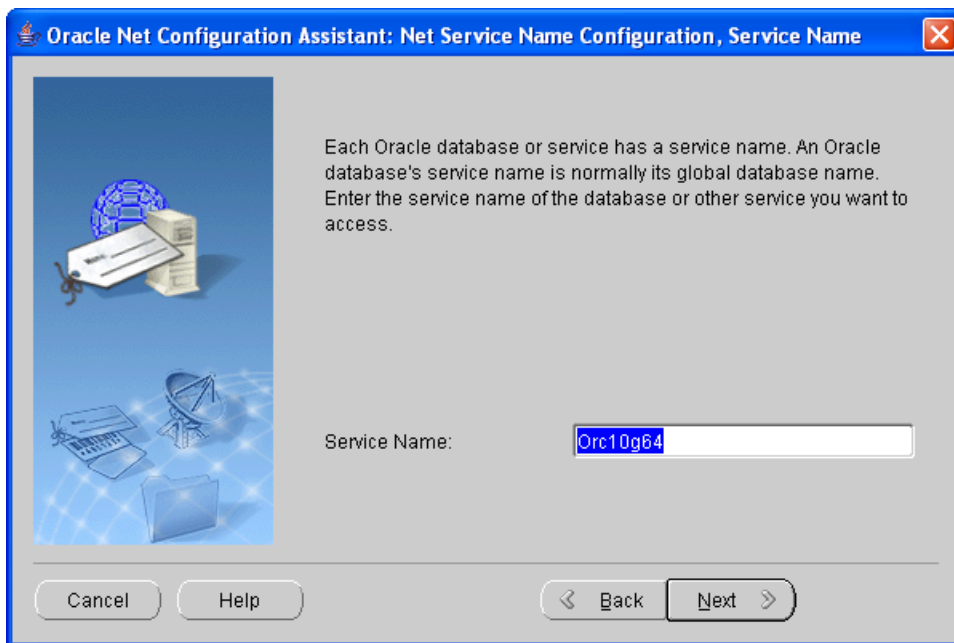 Oracle Net Configuration Assistant: Net Service Name Configuration, Service Name
Each Oracle database or service has a service name. An Oracle
database's service name is normally its global database name.
Enter the service name of the database or other service you want to
access.
Service Name: Orc10g64
Cancel Help Back Next